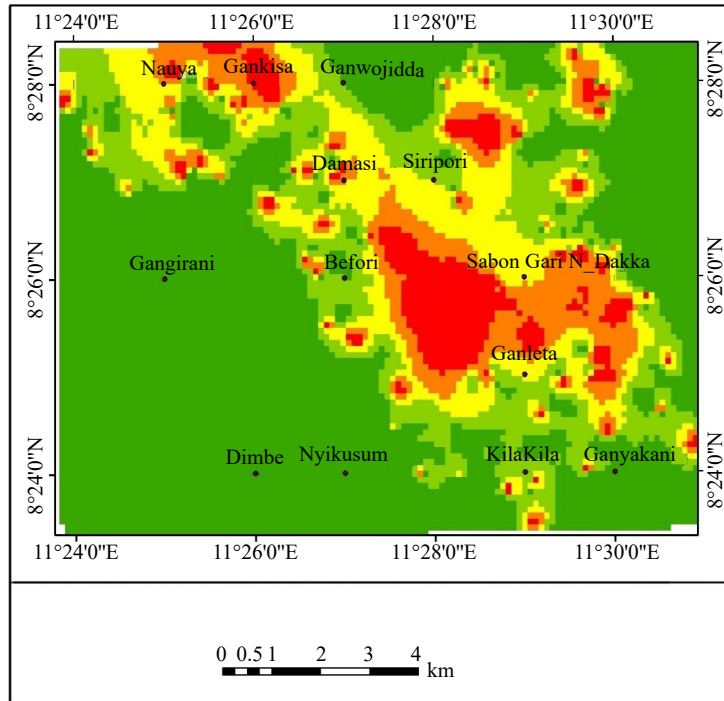 11°24'0"E 11°26'0"E 11°28'0"E 11°30'0"E
8°28'0"N
8°28'0"N
Nauya Gankisa Ganwojidda
Damasi Siripori
Gangirani Befori Sabon Gari N_Dakka
8°26'0"N
8°26'0"N
Ganleta
Dimbe Nyikusum KilaKila Ganyakani
8°24'0"N
8°24'0"N
11°24'0"E 11°26'0"E 11°28'0"E 11°30'0"E
0 0.5 1 2 3 4
km